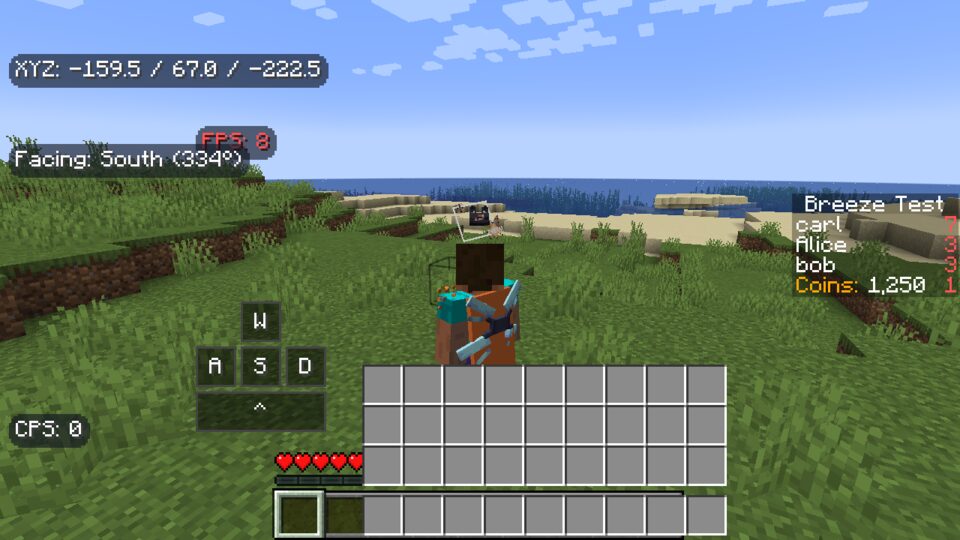 XYZ: -159.5 / 67.0 / -222.5
FPS: 8
Facing: South (334°)
Breeze Test
carl 7
Alice 3
bob 3
Coins: 1,250 1
W
A S D
^
CPS: 0